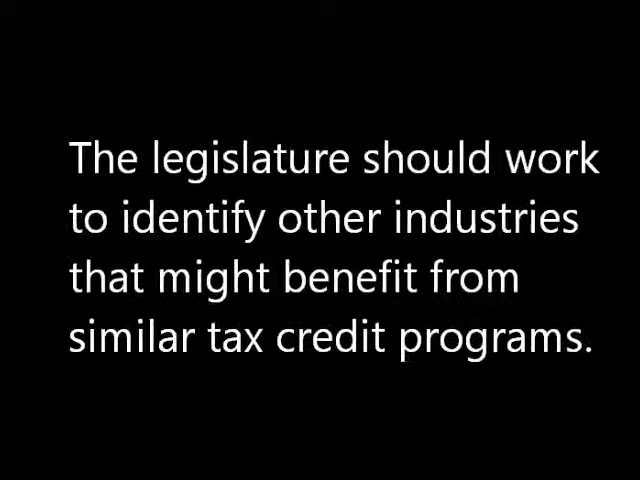 The legislature should work
to identify other industries
that might benefit from
similar tax credit programs.